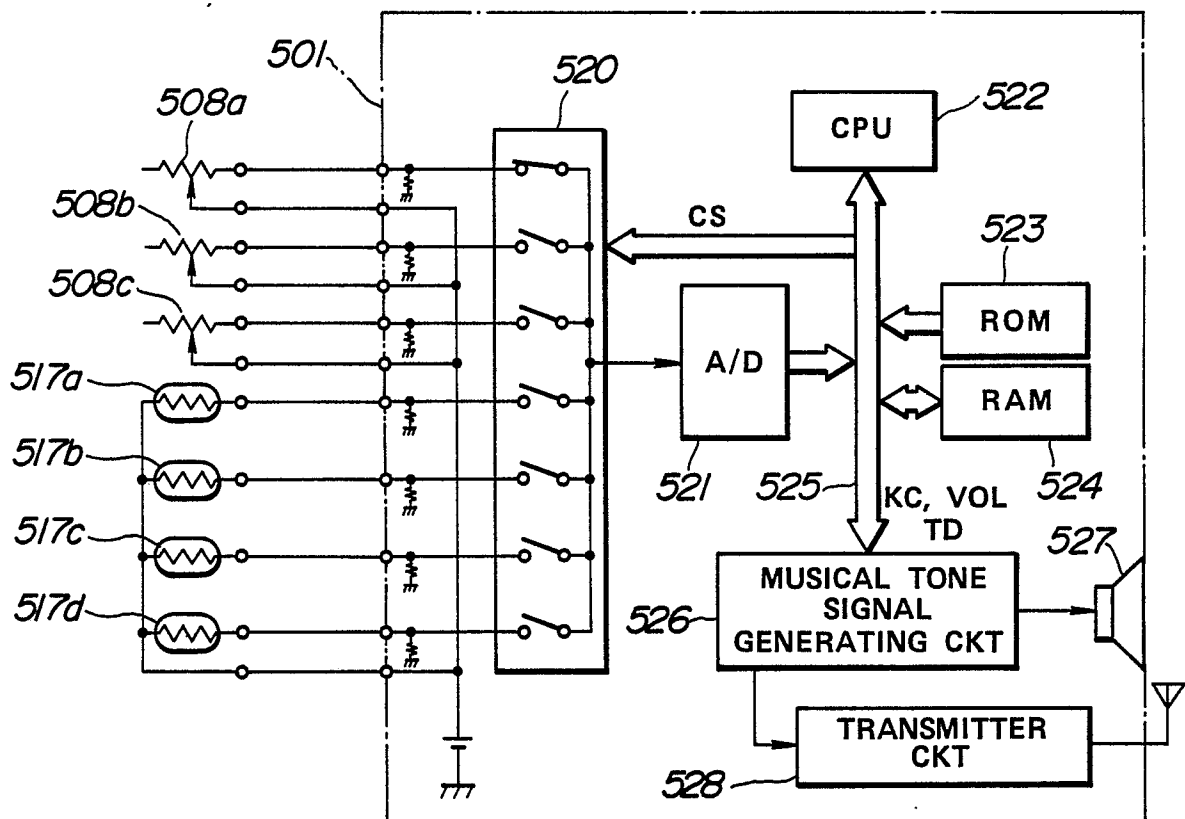 501
520
508a
522
CPU
508b
CS
523
508c
ROM
A/D
517a
RAM
517b
521
525
524
KC, VOL
TD
517c
527
MUSICAL TONE
SIGNAL
GENERATING CKT
526
517d
TRANSMITTER
CKT
528